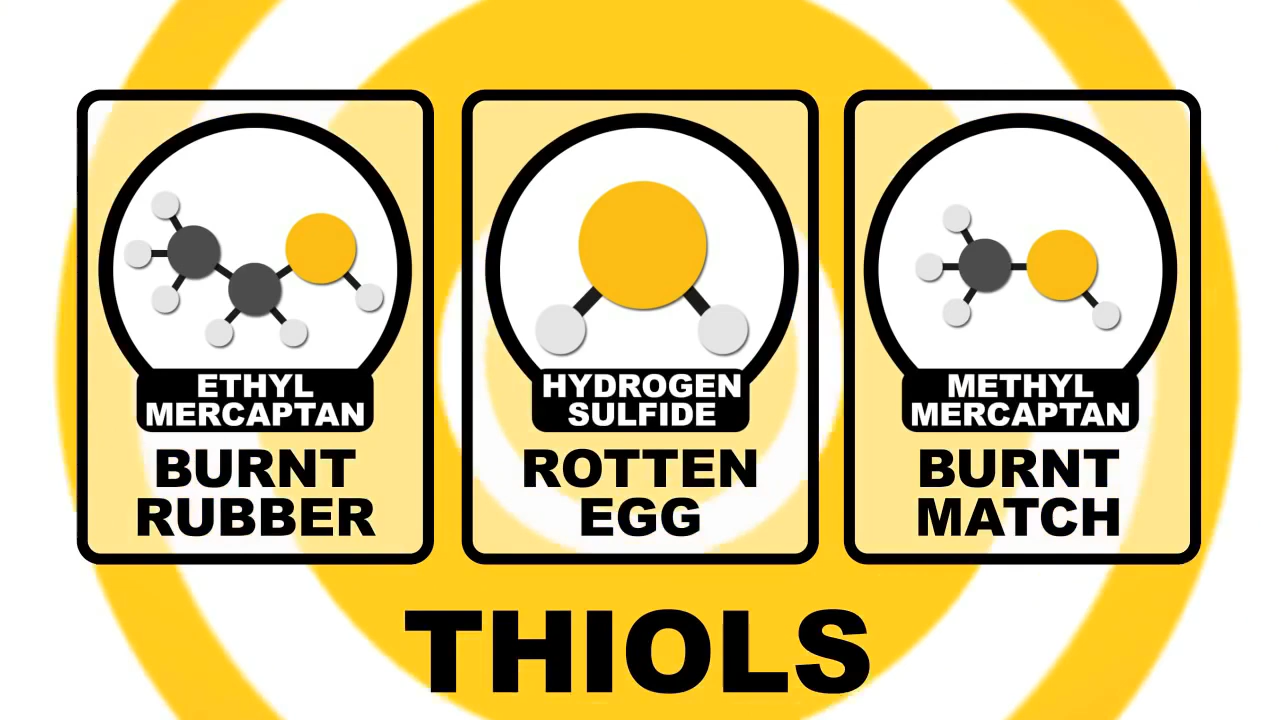 ETHYL
MERCAPTAN
BURNT
RUBBER
HYDROGEN
SULFIDE
ROTTEN
EGG
METHYL
MERCAPTAN
BURNT
MATCH
THIOLS